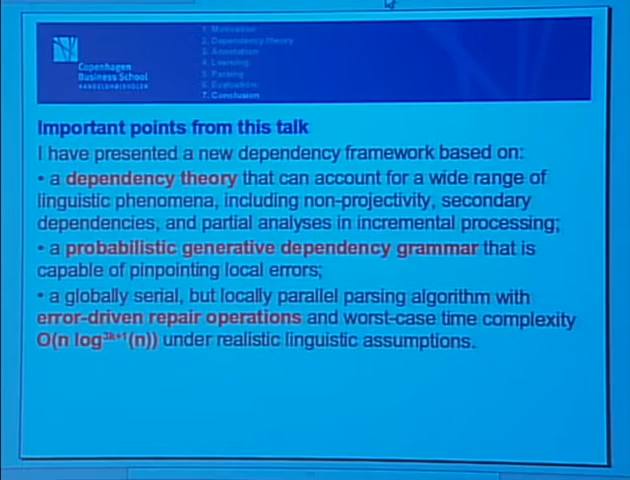 Copenhagen
Business School
HANDELSHØJSKOLEN
1. Motivation
2. Dependency theory
3. Annotation
4. Learning
5. Parsing
6. Evaluation
7. Conclusion
Important points from this talk
I have presented a new dependency framework based on:
• a dependency theory that can account for a wide range of
linguistic phenomena, including non-projectivity, secondary
dependencies, and partial analyses in incremental processing;
• a probabilistic generative dependency grammar that is
capable of pinpointing local errors;
• a globally serial, but locally parallel parsing algorithm with
error-driven repair operations and worst-case time complexity
O(n log³ᵏ⁺¹(n)) under realistic linguistic assumptions.